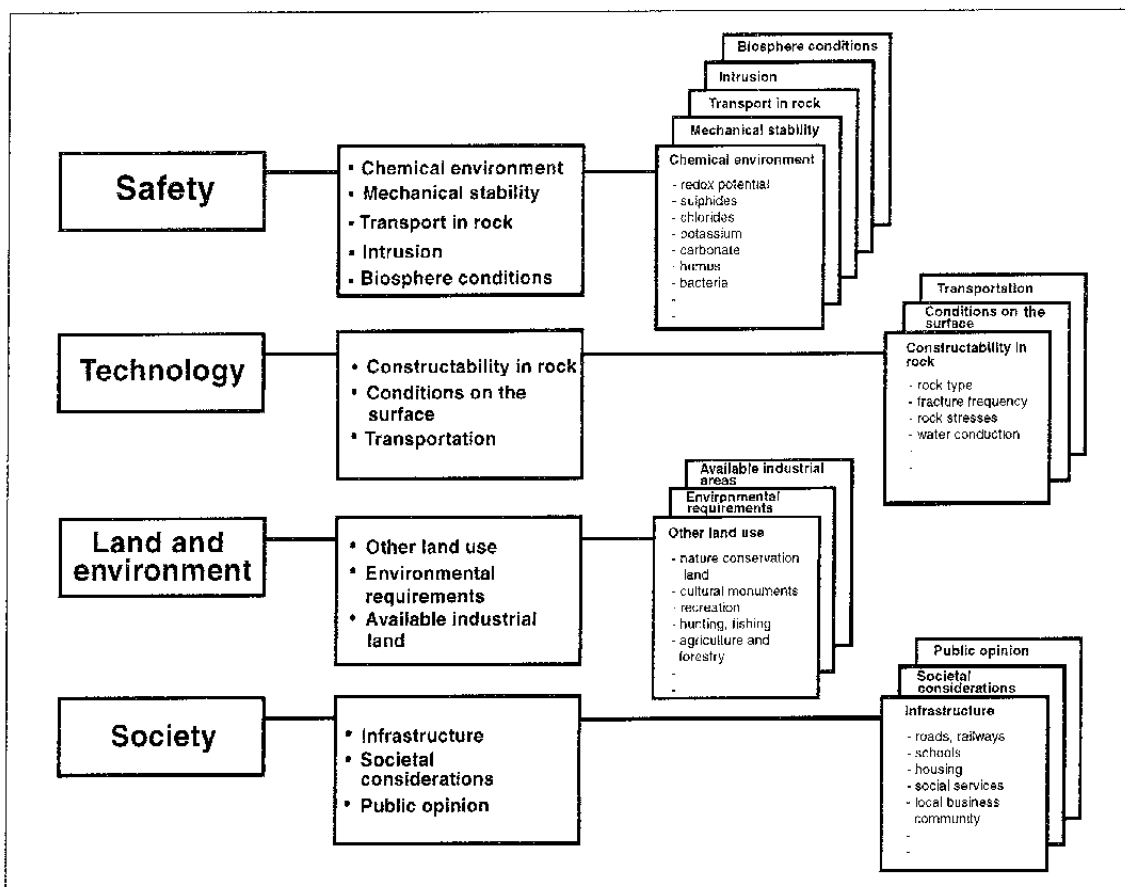 Biosphere conditions
Intrusion
Transport in rock
Mechanical stability
Safety
• Chemical environment
• Mechanical stability
• Transport in rock
• Intrusion
• Biosphere conditions
Chemical environment
- redox potential
- sulphides
- chlorides
- potassium
- carbonate
- humus
- bacteria
-
-
Transportation
Conditions on the
surface
Technology
• Constructability in rock
• Conditions on the
surface
• Transportation
Constructability in
rock
- rock type
- fracture frequency
- rock stresses
- water conduction
.
.
Available industrial
areas
Environmental
requirements
Land and
environment
• Other land use
• Environmental
requirements
• Available industrial
land
Other land use
- nature conservation
land
- cultural monuments
- recreation
- hunting, fishing
- agriculture and
forestry
-
-
Public opinion
Societal
considerations
Society
• Infrastructure
• Societal
considerations
• Public opinion
Infrastructure
- roads, railways
- schools
- housing
- social services
- local business
community
-
-